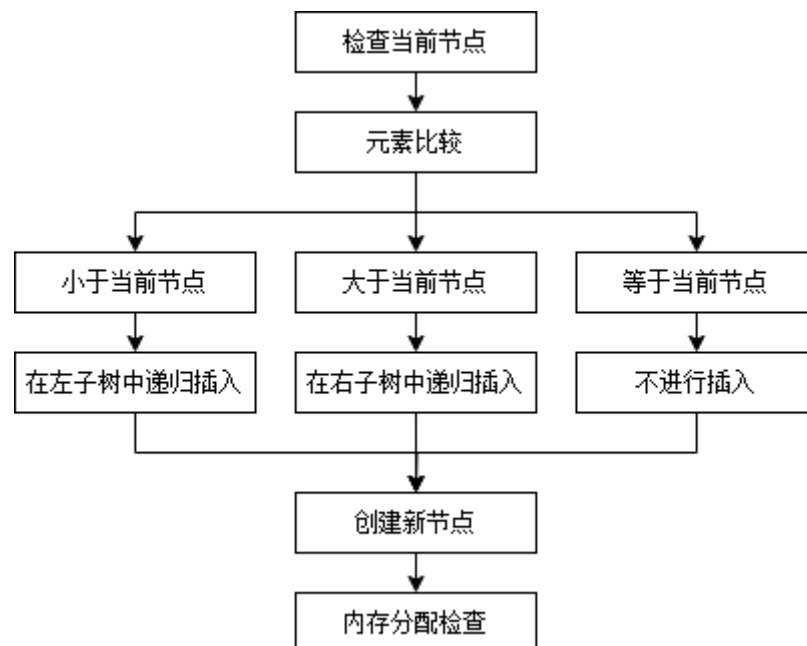 检查当前节点
元素比较
小于当前节点
大于当前节点
等于当前节点
在左子树中递归插入
在右子树中递归插入
不进行插入
创建新节点
内存分配检查